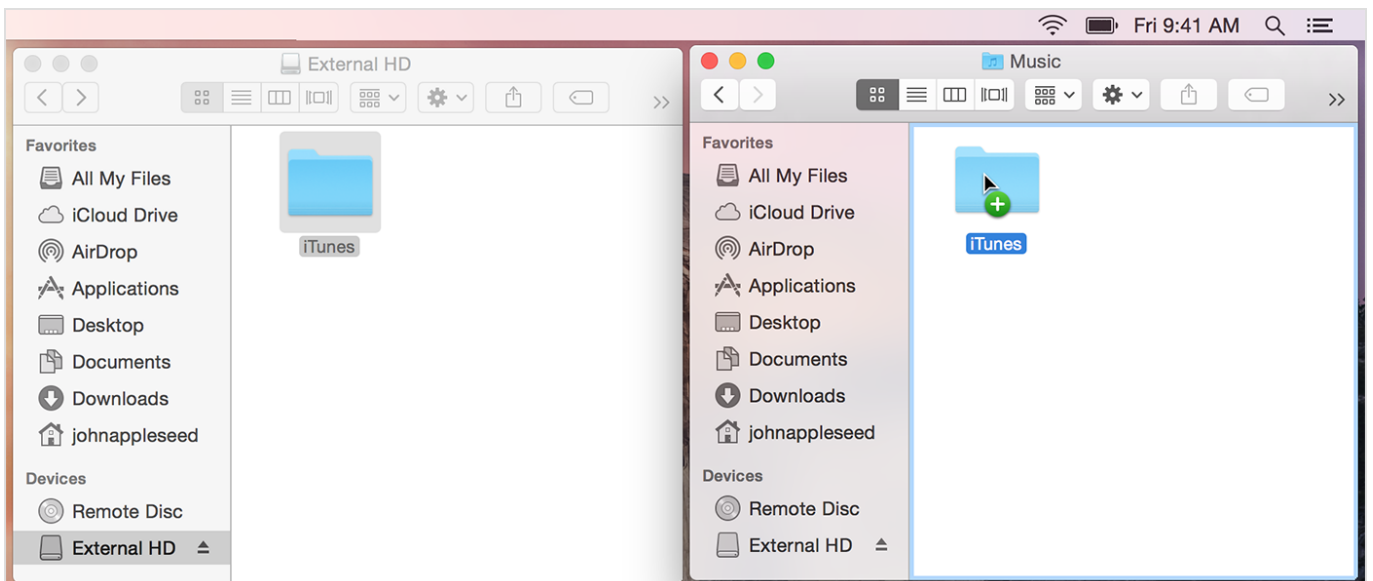 Fri 9:41 AM
External HD
Favorites
All My Files
iCloud Drive
AirDrop
Applications
Desktop
Documents
Downloads
johnappleseed
Devices
Remote Disc
External HD
iTunes
Music
Favorites
All My Files
iCloud Drive
AirDrop
Applications
Desktop
Documents
Downloads
johnappleseed
Devices
Remote Disc
External HD
iTunes